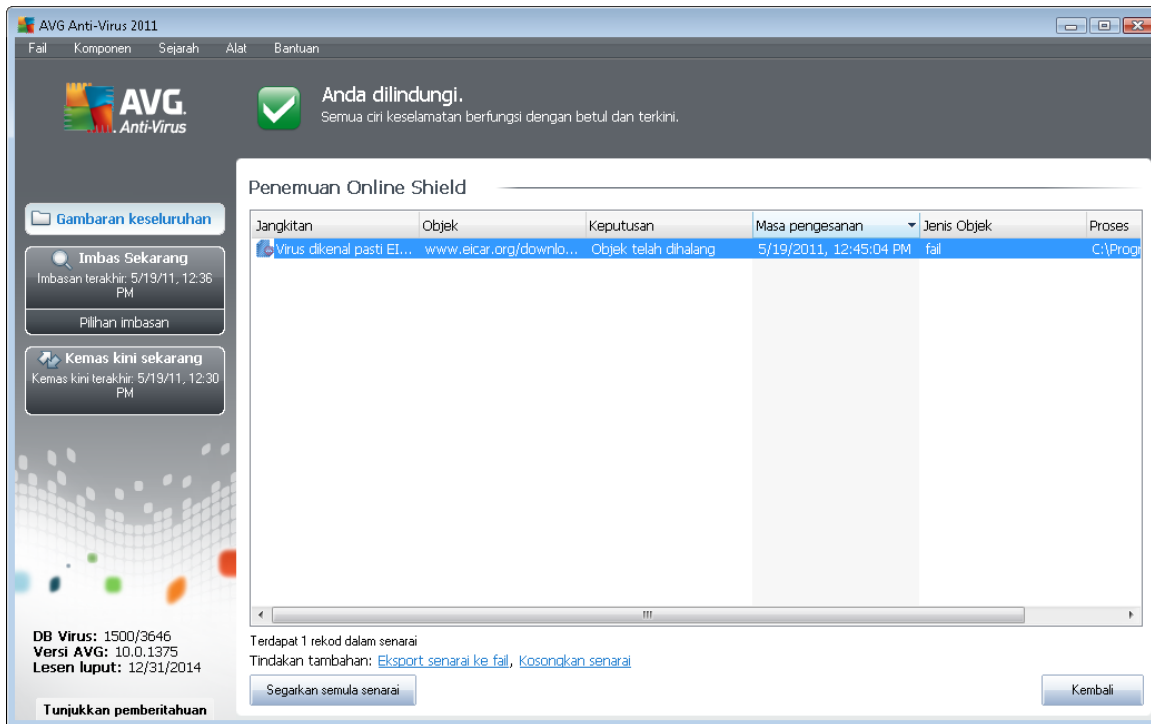 AVG Anti-Virus 2011
Fail Komponen Sejarah Alat Bantuan
AVG.
Anti-Virus
Anda dilindungi.
Semua ciri keselamatan berfungsi dengan betul dan terkini.
Gambaran keseluruhan
Imbas Sekarang
Imbasan terakhir: 5/19/11, 12:36
PM
Pilihan imbasan
Kemas kini sekarang
Kemas kini terakhir: 5/19/11, 12:30
PM
DB Virus: 1500/3646
Versi AVG: 10.0.1375
Lesen luput: 12/31/2014
Tunjukkan pemberitahuan
Penemuan Online Shield
Jangkitan Objek Keputusan Masa pengesanan Jenis Objek Proses
Virus dikenal pasti EI... www.eicar.org/downlo... Objek telah dihalang 5/19/2011, 12:45:04 PM fail C:\Progr
Terdapat 1 rekod dalam senarai
Tindakan tambahan: Eksport senarai ke fail, Kosongkan senarai
Segarkan semula senarai Kembali